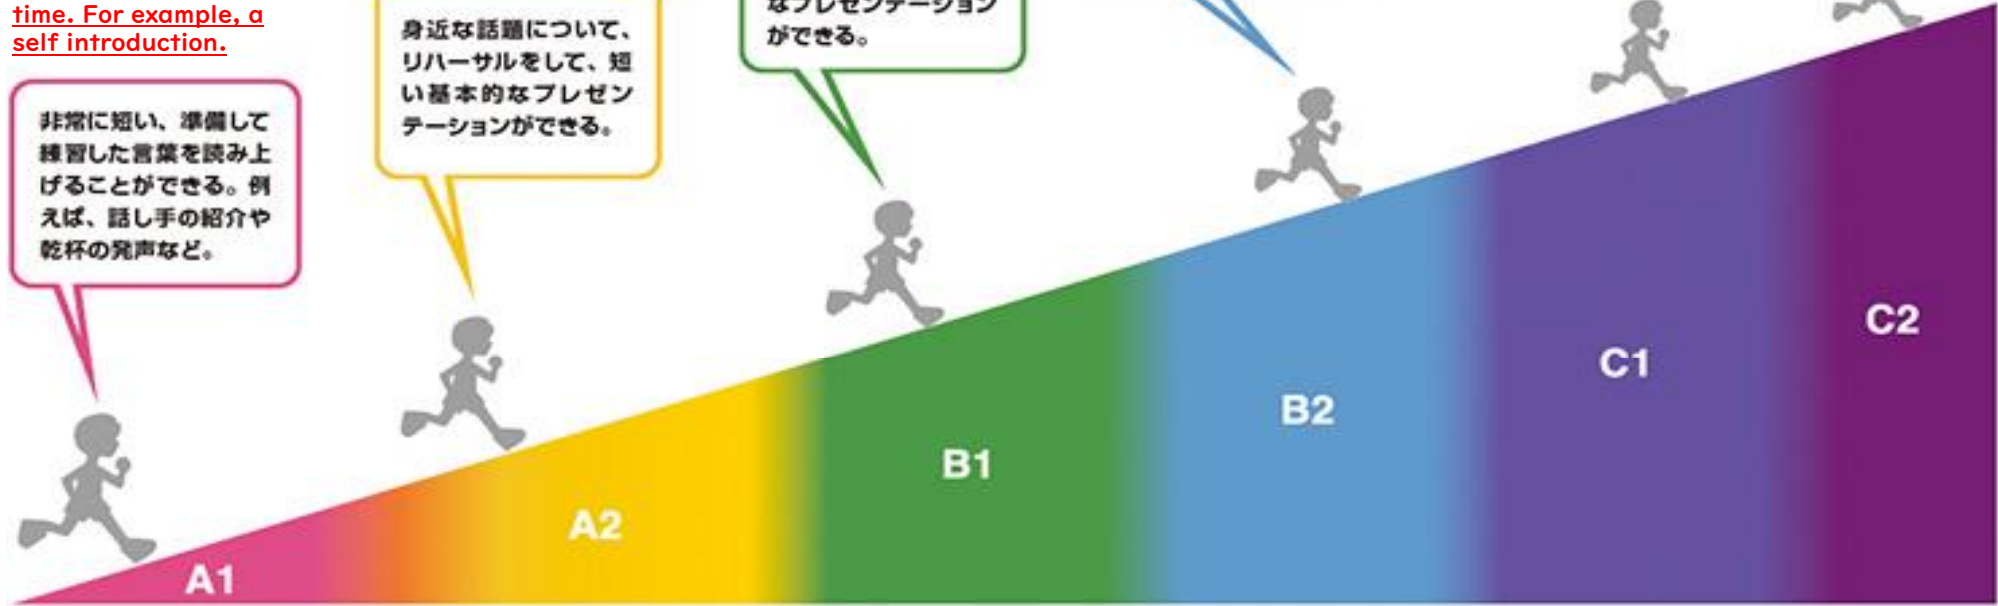 time. For example, a
self introduction.
非常に短い、準備して
練習した言葉を読み上
げることができる。例
えば、話し手の紹介や
乾杯の発声など。
身近な話題について、
リハーサルをして、短
い基本的なプレゼン
テーションができる。
なプレゼンテーション
ができる。
A1
A2
B1
B2
C1
C2